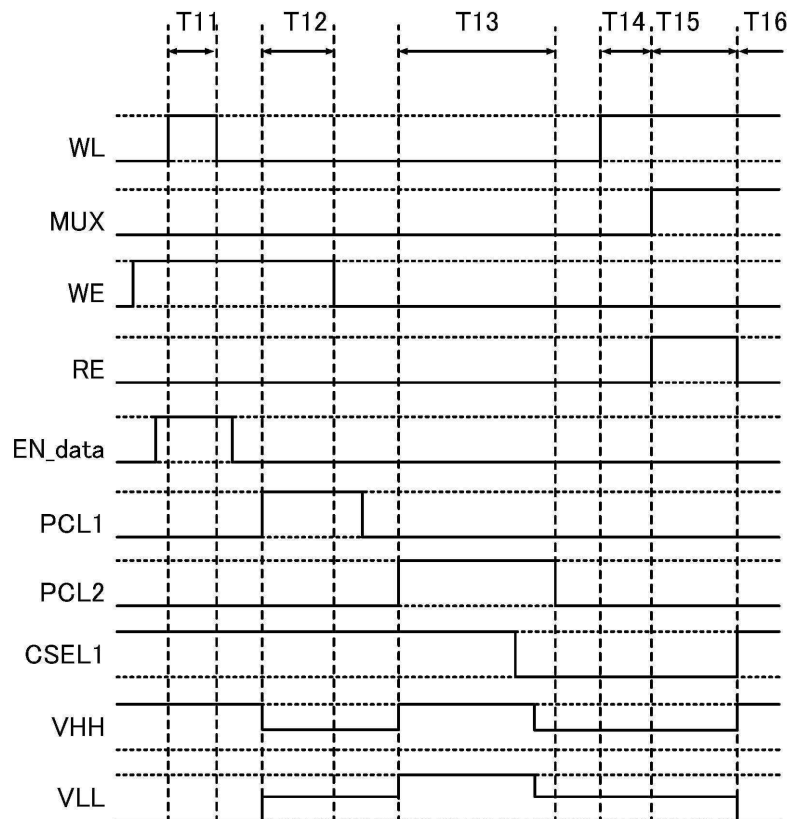 T11 T12 T13 T14 T15 T16
WL
MUX
WE
RE
EN_data
PCL1
PCL2
CSEL1
VHH
VLL